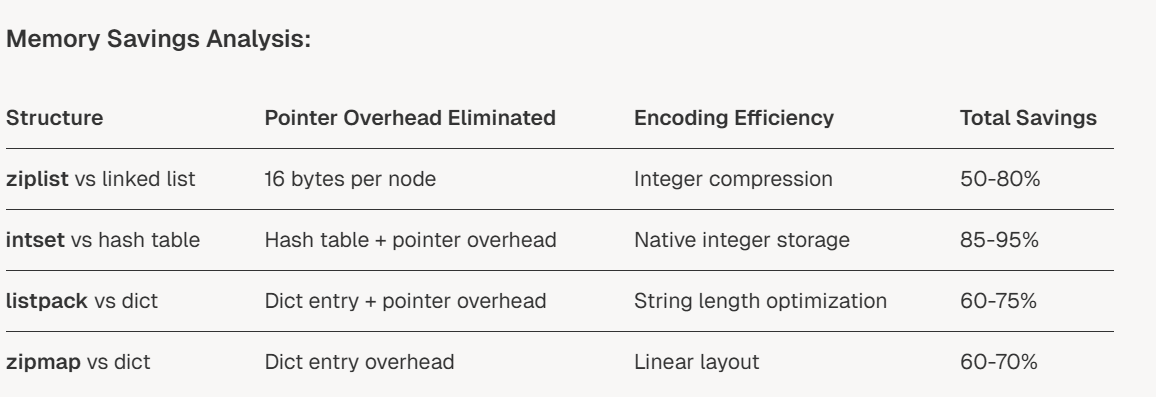 Memory Savings Analysis:
Structure Pointer Overhead Eliminated Encoding Efficiency Total Savings
ziplist vs linked list 16 bytes per node Integer compression 50-80%
intset vs hash table Hash table + pointer overhead Native integer storage 85-95%
listpack vs dict Dict entry + pointer overhead String length optimization 60-75%
zipmap vs dict Dict entry overhead Linear layout 60-70%